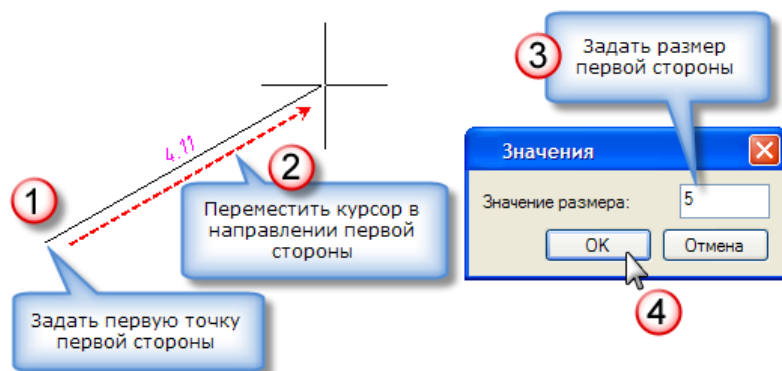 3
Задать размер
первой стороны
4.11
2
1
Переместить курсор в
направлении первой
стороны
Задать первую точку
первой стороны
Значения
Значение размера:
5
OK
Отмена
4